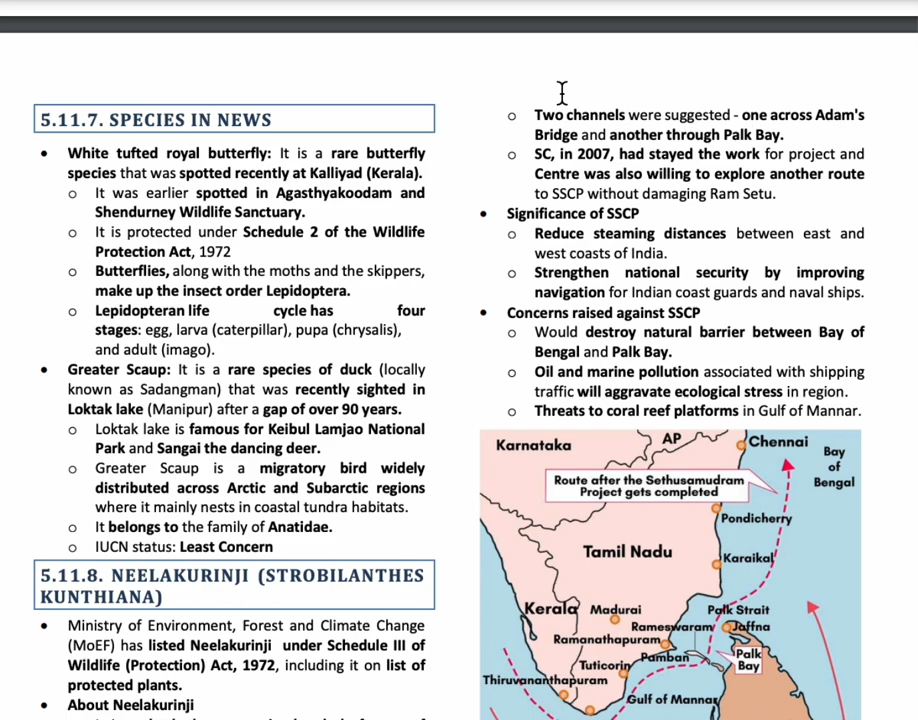 5.11.7. SPECIES IN NEWS
• White tufted royal butterfly: It is a rare butterfly
species that was spotted recently at Kalliyad (Kerala).
o It was earlier spotted in Agasthyakoodam and
Shendurney Wildlife Sanctuary.
o It is protected under Schedule 2 of the Wildlife
Protection Act, 1972
o Butterflies, along with the moths and the skippers,
make up the insect order Lepidoptera.
o Lepidopteran life cycle has four
stages: egg, larva (caterpillar), pupa (chrysalis),
and adult (imago).
• Greater Scaup: It is a rare species of duck (locally
known as Sadangman) that was recently sighted in
Loktak lake (Manipur) after a gap of over 90 years.
o Loktak lake is famous for Keibul Lamjao National
Park and Sangai the dancing deer.
o Greater Scaup is a migratory bird widely
distributed across Arctic and Subarctic regions
where it mainly nests in coastal tundra habitats.
o It belongs to the family of Anatidae.
o IUCN status: Least Concern
5.11.8. NEELAKURINJI (STROBILANTHES
KUNTHIANA)
• Ministry of Environment, Forest and Climate Change
(MoEF) has listed Neelakurinji under Schedule III of
Wildlife (Protection) Act, 1972, including it on list of
protected plants.
• About Neelakurinji
o Two channels were suggested - one across Adam's
Bridge and another through Palk Bay.
o SC, in 2007, had stayed the work for project and
Centre was also willing to explore another route
to SSCP without damaging Ram Setu.
• Significance of SSCP
o Reduce steaming distances between east and
west coasts of India.
o Strengthen national security by improving
navigation for Indian coast guards and naval ships.
• Concerns raised against SSCP
o Would destroy natural barrier between Bay of
Bengal and Palk Bay.
o Oil and marine pollution associated with shipping
traffic will aggravate ecological stress in region.
o Threats to coral reef platforms in Gulf of Mannar.
Karnataka
AP
Chennai
Bay
of
Bengal
Route after the Sethusamudram
Project gets completed
Pondicherry
Tamil Nadu
Karaikal
Kerala
Madurai
Palk Strait
Rameswaram
Jaffna
Ramanathapuram
Pamban
Palk
Bay
Tuticorin
Thiruvananthapuram
Gulf of Mannar